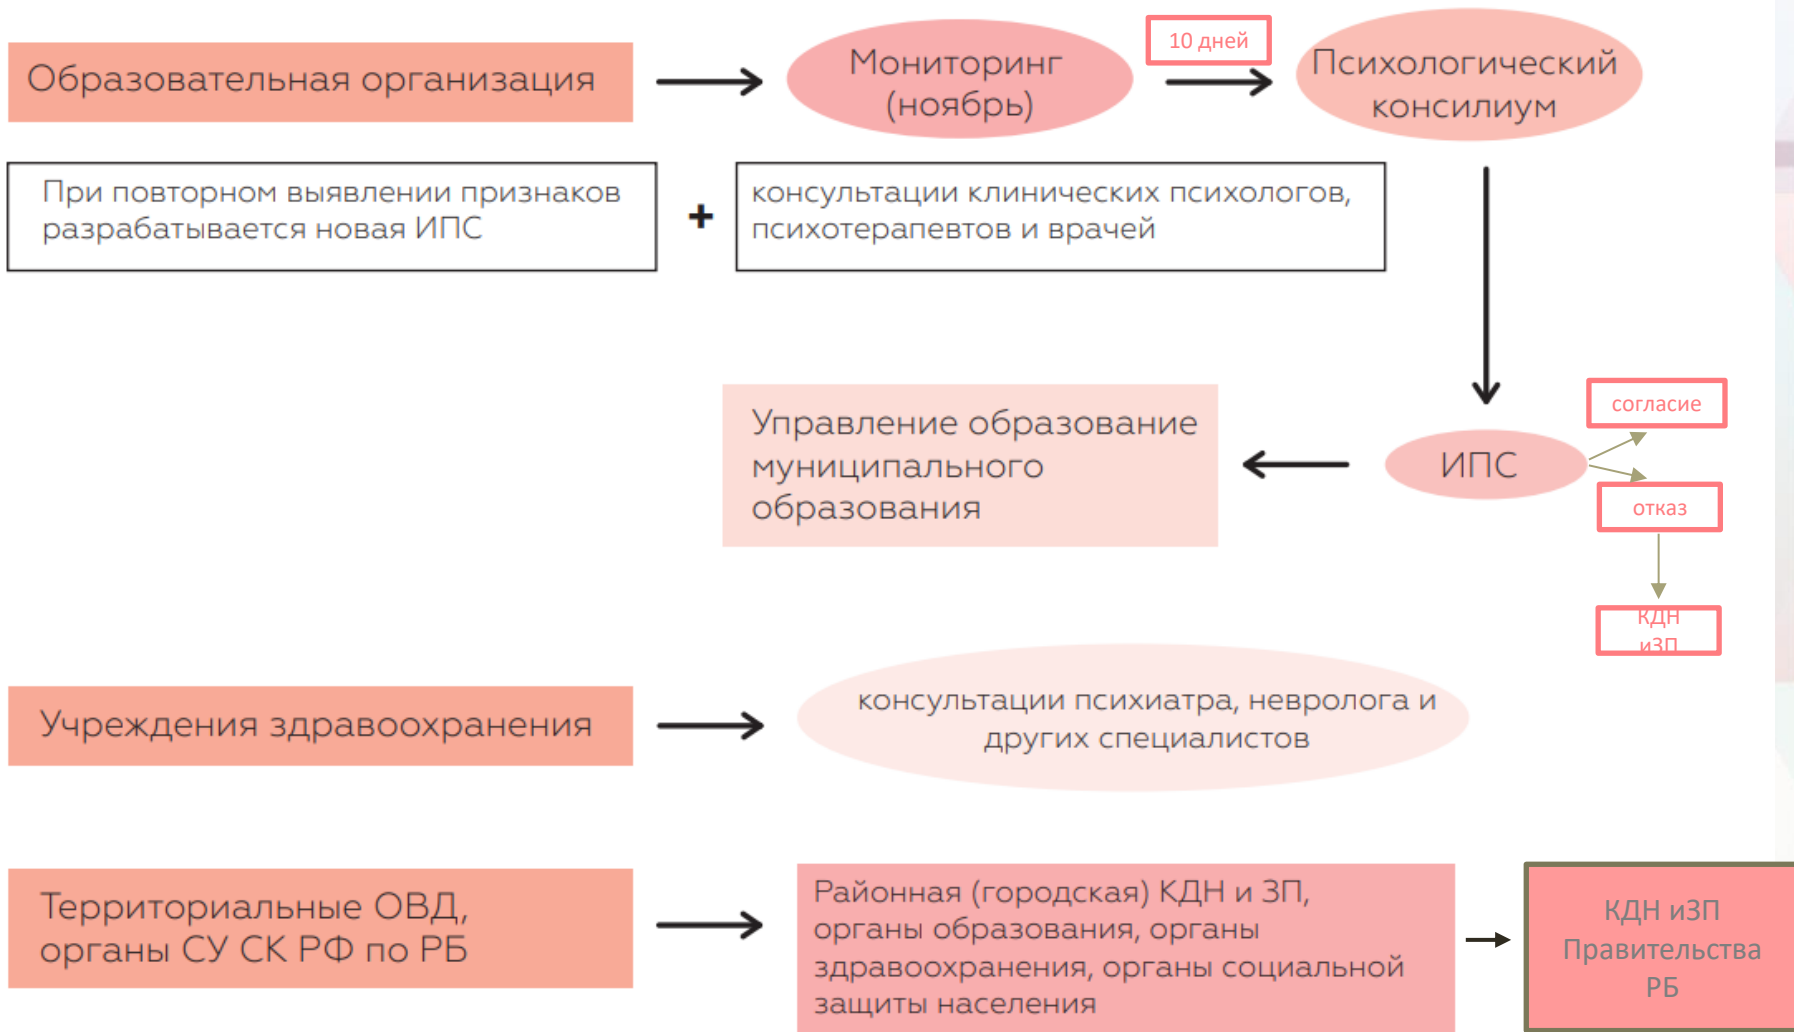 Образовательная организация
Мониторинг
(ноябрь)
10 дней
Психологический
консилиум
При повторном выявлении признаков
разрабатывается новая ИПС
+
консультации клинических психологов,
психотерапевтов и врачей
Управление образование
муниципального
образования
ИПС
согласие
отказ
КДН
иЗП
Учреждения здравоохранения
консультации психиатра, невролога и
других специалистов
Территориальные ОВД,
органы СУ СК РФ по РБ
Районная (городская) КДН и ЗП,
органы образования, органы
здравоохранения, органы социальной
защиты населения
КДН иЗП
Правительства
РБ